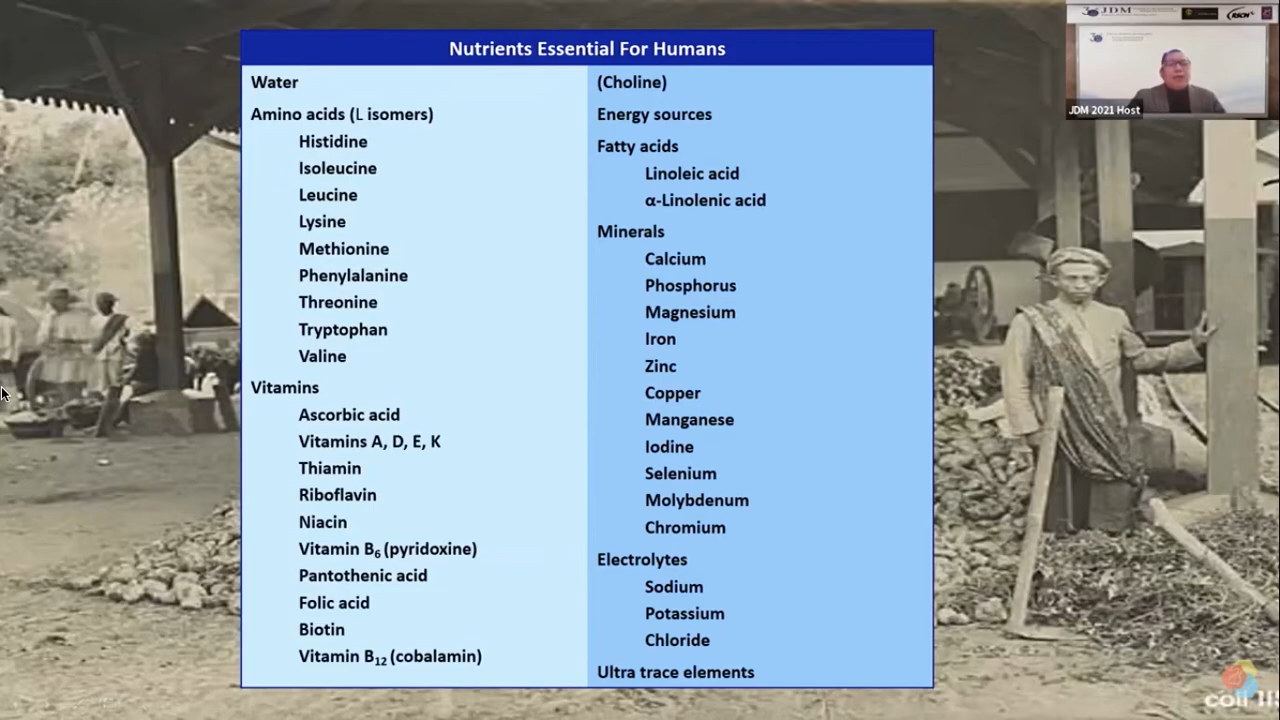 Nutrients Essential For Humans
Water
Amino acids (L isomers)
Histidine
Isoleucine
Leucine
Lysine
Methionine
Phenylalanine
Threonine
Tryptophan
Valine
Vitamins
Ascorbic acid
Vitamins A, D, E, K
Thiamin
Riboflavin
Niacin
Vitamin B₆ (pyridoxine)
Pantothenic acid
Folic acid
Biotin
Vitamin B₁₂ (cobalamin)
(Choline)
Energy sources
Fatty acids
Linoleic acid
α-Linolenic acid
Minerals
Calcium
Phosphorus
Magnesium
Iron
Zinc
Copper
Manganese
Iodine
Selenium
Molybdenum
Chromium
Electrolytes
Sodium
Potassium
Chloride
Ultra trace elements
JDM
RSCM
JDM 2021 Host